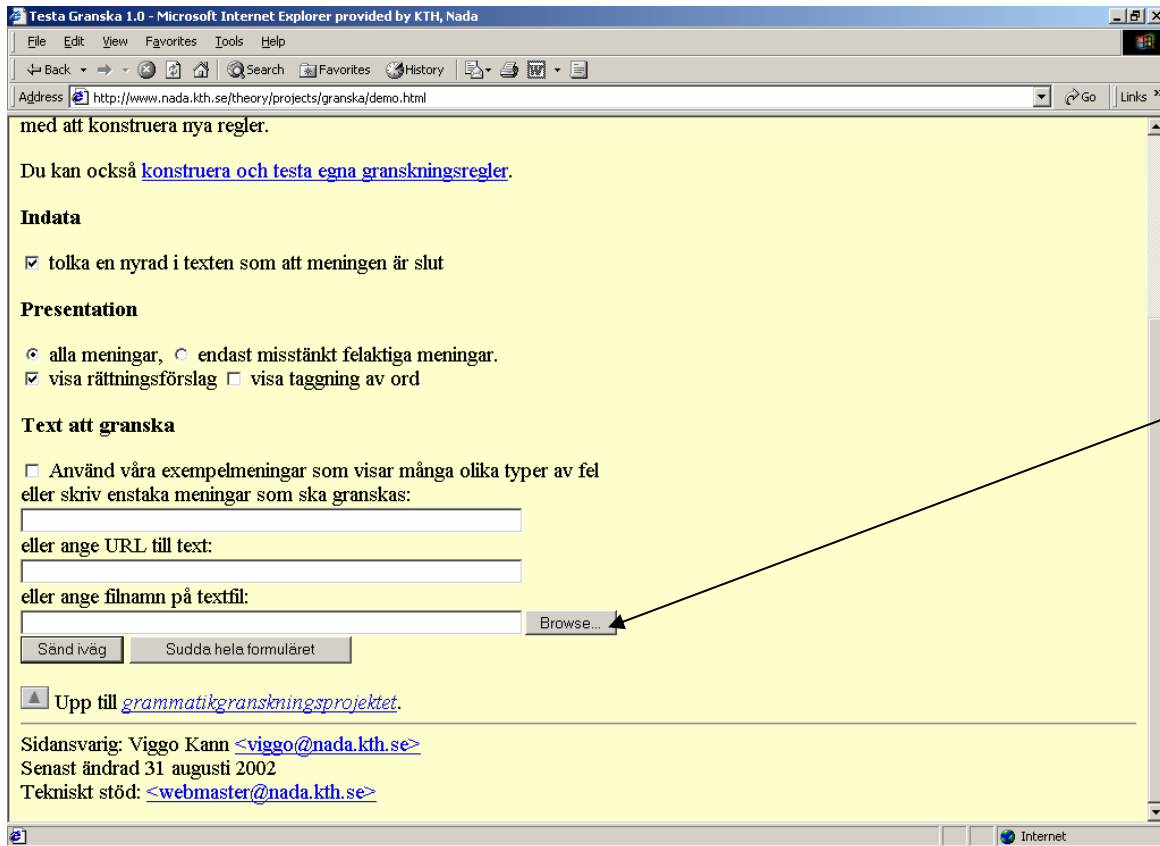 Testa Granska 1.0 - Microsoft Internet Explorer provided by KTH, Nada
File Edit View Favorites Tools Help
Back Search Favorites History
Address http://www.nada.kth.se/theory/projects/granska/demo.html Go Links »
med att konstruera nya regler.
Du kan också konstruera och testa egna granskningsregler.
Indata
tolka en nyrad i texten som att meningen är slut
Presentation
alla meningar, endast misstänkt felaktiga meningar.
visa rättningsförslag visa taggning av ord
Text att granska
Använd våra exempelmeningar som visar många olika typer av fel
eller skriv enstaka meningar som ska granskas:
eller ange URL till text:
eller ange filnamn på textfil:
Browse...
Sänd iväg Sudda hela formuläret
Upp till grammatikgranskningsprojektet.
Sidansvarig: Viggo Kann <viggo@nada.kth.se>
Senast ändrad 31 augusti 2002
Tekniskt stöd: <webmaster@nada.kth.se>
Internet